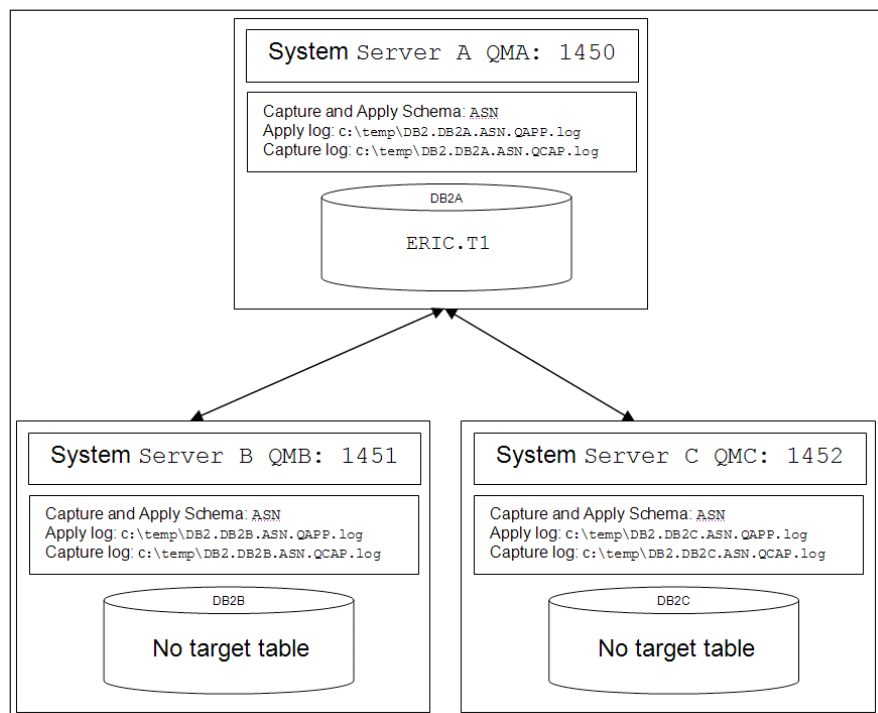 System Server A QMA: 1450
Capture and Apply Schema: ASN
Apply log: c:\temp\DB2.DB2A.ASN.QAPP.log
Capture log: c:\temp\DB2.DB2A.ASN.QCAP.log
DB2A
ERIC.T1
System Server B QMB: 1451
Capture and Apply Schema: ASN
Apply log: c:\temp\DB2.DB2B.ASN.QAPP.log
Capture log: c:\temp\DB2.DB2B.ASN.QCAP.log
DB2B
No target table
System Server C QMC: 1452
Capture and Apply Schema: ASN
Apply log: c:\temp\DB2.DB2C.ASN.QAPP.log
Capture log: c:\temp\DB2.DB2C.ASN.QCAP.log
DB2C
No target table